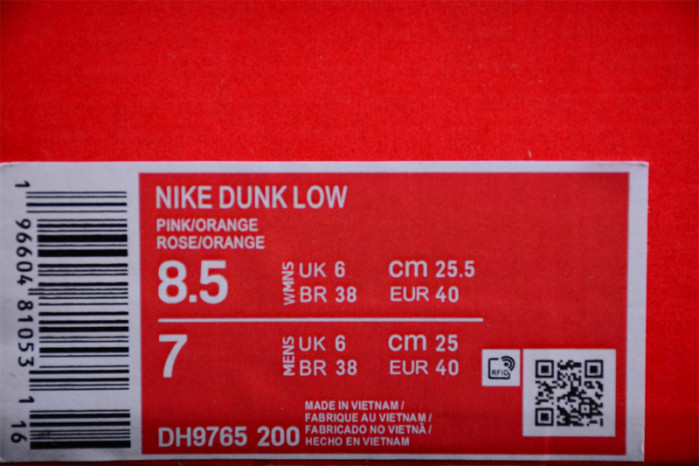 NIKE DUNK LOW
PINK/ORANGE
ROSE/ORANGE
8.5 WMNS UK 6 cm 25.5
BR 38 EUR 40
7 MENS UK 6 cm 25
BR 38 EUR 40
RFID
MADE IN VIETNAM /
FABRIQUE AU VIETNAM /
FABRICADO NO VIETNÃ /
DH9765 200 HECHO EN VIETNAM
1 96604 81053 1 16